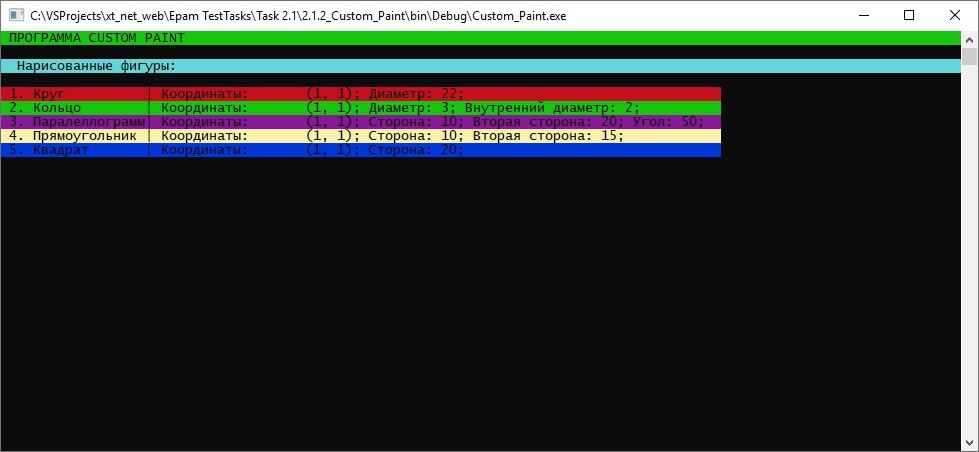 C:\VSProjects\xt_net_web\Epam TestTasks\Task 2.1\2.1.2_Custom_Paint\bin\Debug\Custom_Paint.exe
ПРОГРАММА CUSTOM PAINT
Нарисованные фигуры:
1. Круг | Координаты: (1, 1); Диаметр: 22;
2. Кольцо | Координаты: (1, 1); Диаметр: 3; Внутренний диаметр: 2;
3. Паралеллограмм| Координаты: (1, 1); Сторона: 10; Вторая сторона: 20; Угол: 50;
4. Прямоугольник | Координаты: (1, 1); Сторона: 10; Вторая сторона: 15;
5. Квадрат | Координаты: (1, 1); Сторона: 20;